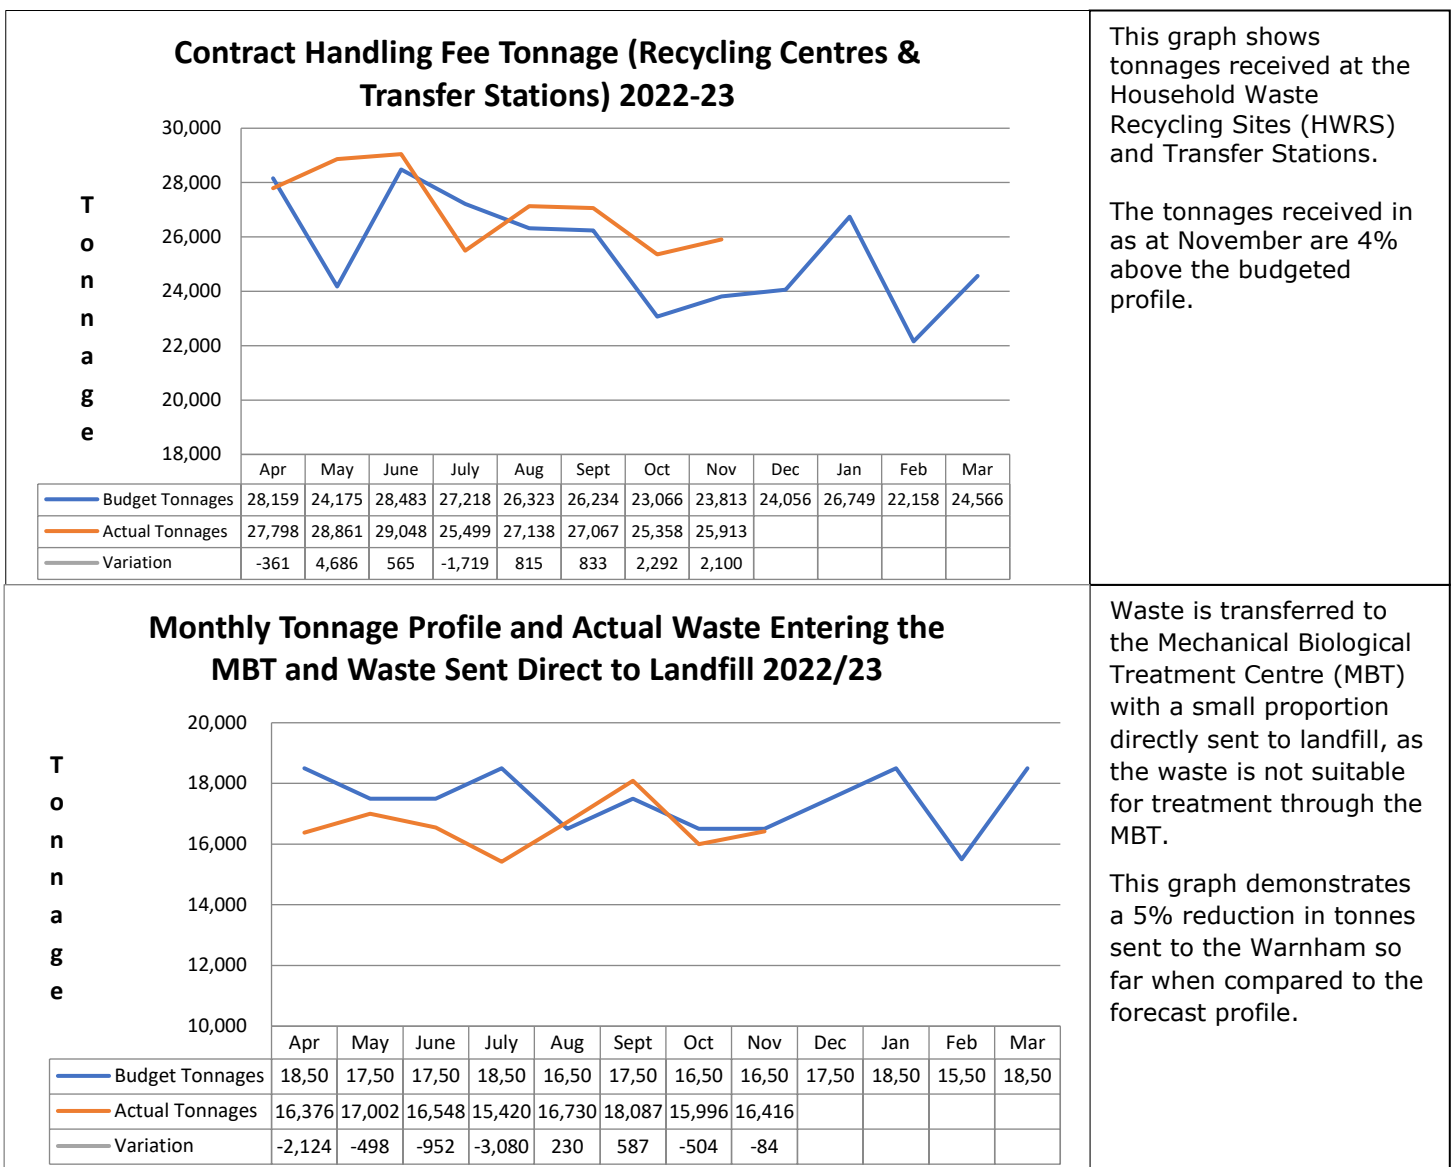 Contract Handling Fee Tonnage (Recycling Centres &
Transfer Stations) 2022-23
30,000
28,000
26,000
24,000
22,000
20,000
18,000
T
o
n
n
a
g
e
Apr May June July Aug Sept Oct Nov Dec Jan Feb Mar
Budget Tonnages 28,159 24,175 28,483 27,218 26,323 26,234 23,066 23,813 24,056 26,749 22,158 24,566
Actual Tonnages 27,798 28,861 29,048 25,499 27,138 27,067 25,358 25,913
Variation -361 4,686 565 -1,719 815 833 2,292 2,100
This graph shows
tonnages received at the
Household Waste
Recycling Sites (HWRS)
and Transfer Stations.
The tonnages received in
as at November are 4%
above the budgeted
profile.
Monthly Tonnage Profile and Actual Waste Entering the
MBT and Waste Sent Direct to Landfill 2022/23
20,000
18,000
16,000
14,000
12,000
10,000
T
o
n
n
a
g
e
Apr May June July Aug Sept Oct Nov Dec Jan Feb Mar
Budget Tonnages 18,50 17,50 17,50 18,50 16,50 17,50 16,50 16,50 17,50 18,50 15,50 18,50
Actual Tonnages 16,376 17,002 16,548 15,420 16,730 18,087 15,996 16,416
Variation -2,124 -498 -952 -3,080 230 587 -504 -84
Waste is transferred to
the Mechanical Biological
Treatment Centre (MBT)
with a small proportion
directly sent to landfill, as
the waste is not suitable
for treatment through the
MBT.
This graph demonstrates
a 5% reduction in tonnes
sent to the Warnham so
far when compared to the
forecast profile.